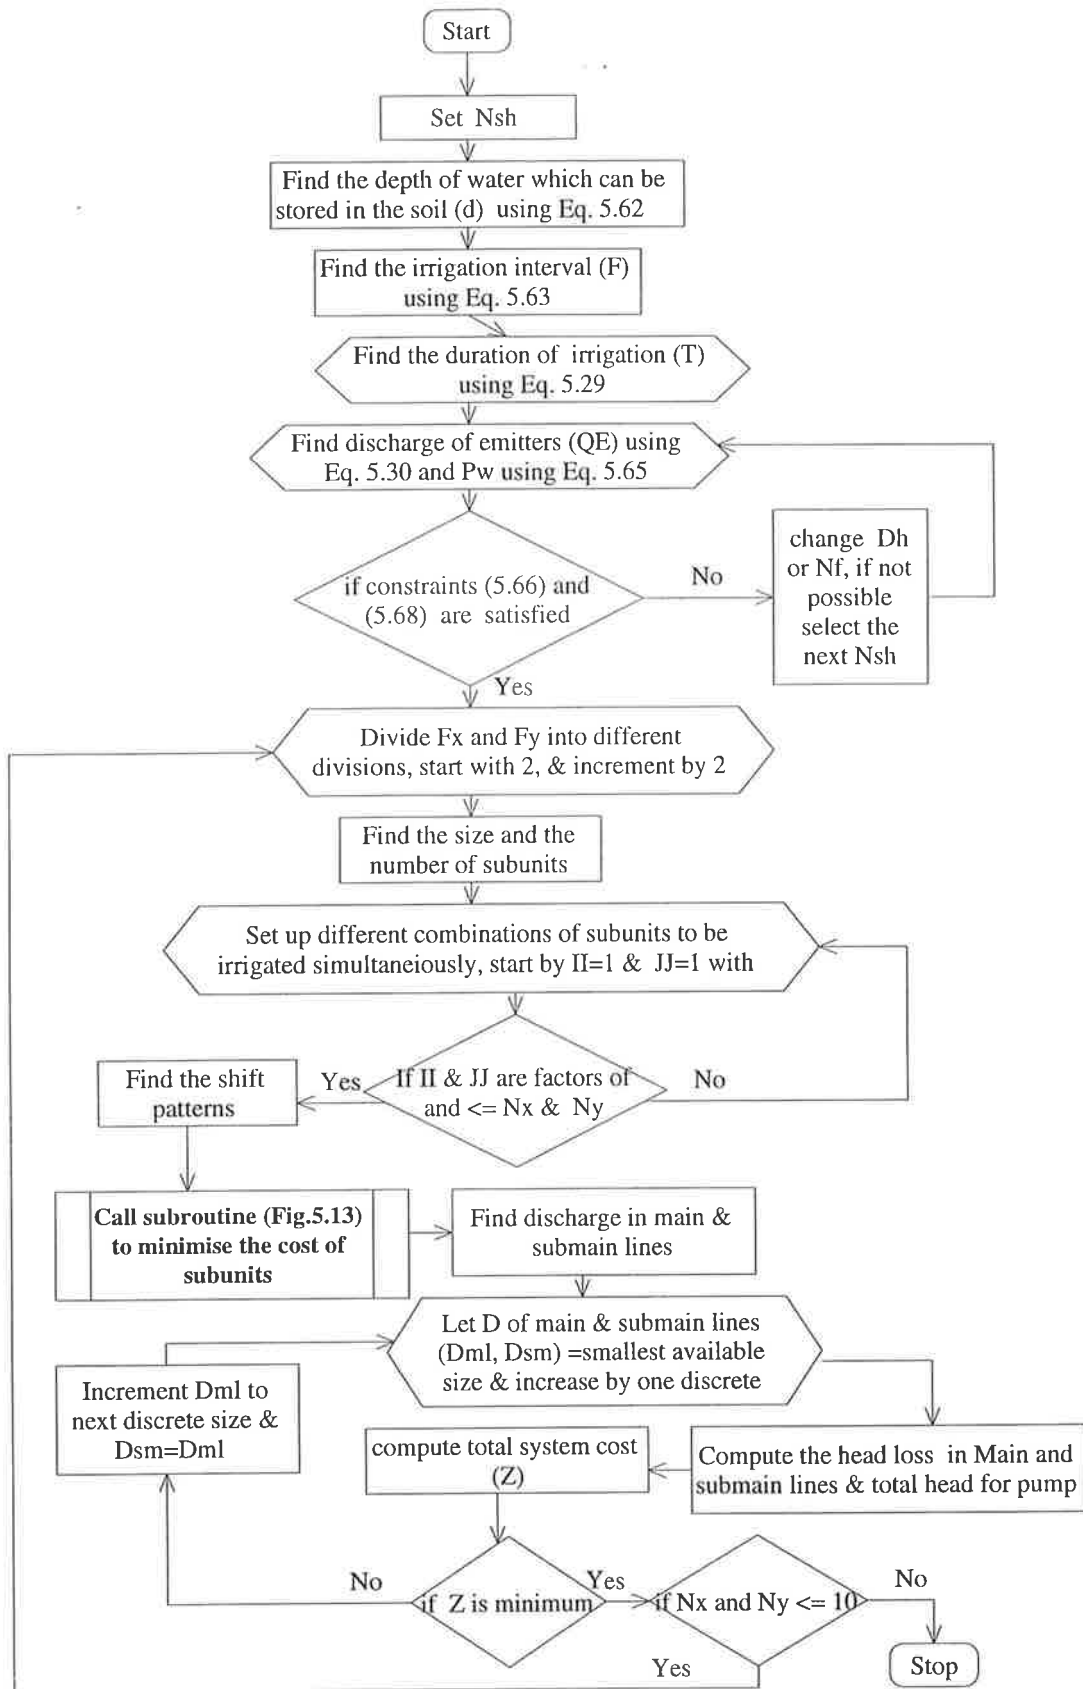 Start
Set Nsh
Find the depth of water which can be
stored in the soil (d) using Eq. 5.62
Find the irrigation interval (F)
using Eq. 5.63
Find the duration of irrigation (T)
using Eq. 5.29
Find discharge of emitters (QE) using
Eq. 5.30 and Pw using Eq. 5.65
if constraints (5.66) and
(5.68) are satisfied
No
change Dh
or Nf, if not
possible
select the
next Nsh
Yes
Divide Fx and Fy into different
divisions, start with 2, & increment by 2
Find the size and the
number of subunits
Set up different combinations of subunits to be
irrigated simultaneiously, start by II=1 & JJ=1 with
If II & JJ are factors of
and <= Nx & Ny
No
Yes
Find the shift
patterns
Call subroutine (Fig.5.13)
to minimise the cost of
subunits
Find discharge in main &
submain lines
Let D of main & submain lines
(Dml, Dsm) =smallest available
size & increase by one discrete
Increment Dml to
next discrete size &
Dsm=Dml
compute total system cost
(Z)
Compute the head loss in Main and
submain lines & total head for pump
No
if Z is minimum
Yes
if Nx and Ny <= 10
No
Yes
Stop